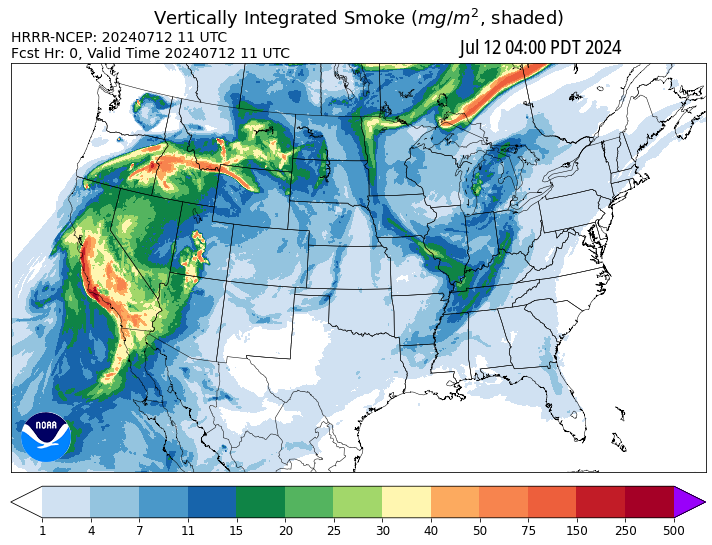 Vertically Integrated Smoke (mg/m², shaded)
HRRR-NCEP: 20240712 11 UTC
Fcst Hr: 0, Valid Time 20240712 11 UTC
Jul 12 04:00 PDT 2024
NOAA
1 4 7 11 15 20 25 30 40 50 75 150 250 500